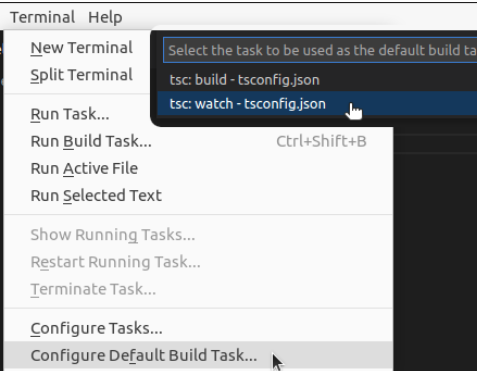 Terminal Help
New Terminal
Split Terminal
Select the task to be used as the default build ta
tsc: build - tsconfig.json
tsc: watch - tsconfig.json
Run Task...
Run Build Task... Ctrl+Shift+B
Run Active File
Run Selected Text
Show Running Tasks...
Restart Running Task...
Terminate Task...
Configure Tasks...
Configure Default Build Task...